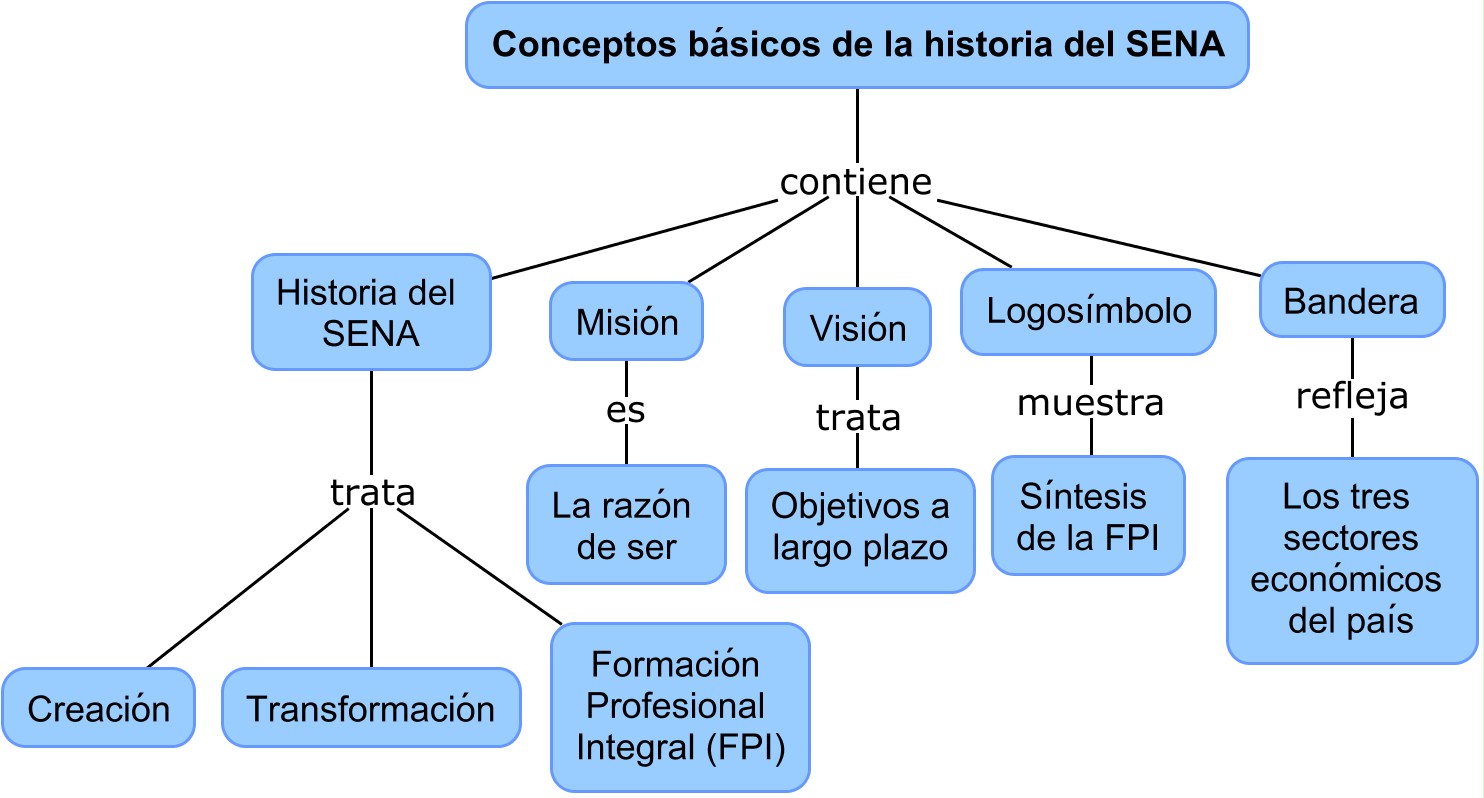 Conceptos básicos de la historia del SENA
contiene
Historia del
SENA
Misión
Visión
Logosímbolo
Bandera
trata
es
trata
muestra
refleja
La razón
de ser
Objetivos a
largo plazo
Síntesis
de la FPI
Los tres
sectores
económicos
del país
Creación
Transformación
Formación
Profesional
Integral (FPI)